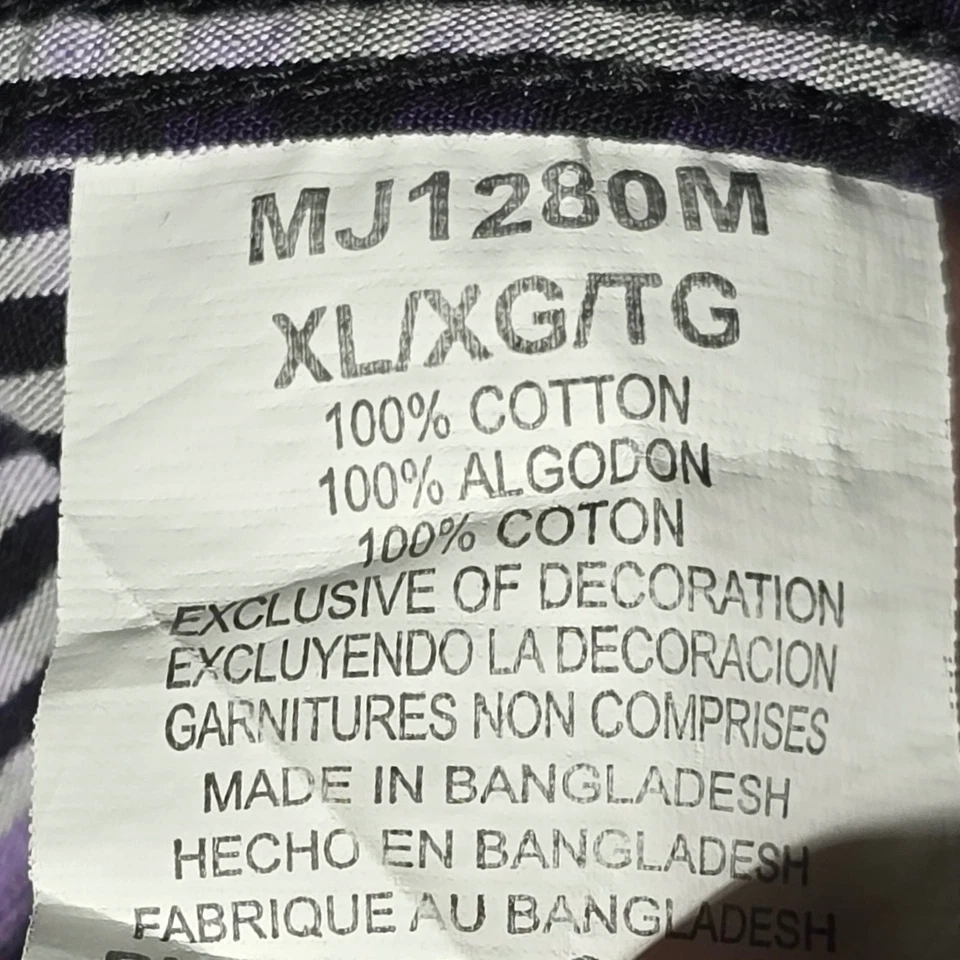 MJ1280M
XL/XG/TG
100% COTTON
100% ALGODON
100% COTON
EXCLUSIVE OF DECORATION
EXCLUYENDO LA DECORACION
GARNITURES NON COMPRISES
MADE IN BANGLADESH
HECHO EN BANGLADESH
FABRIQUE AU BANGLADESH